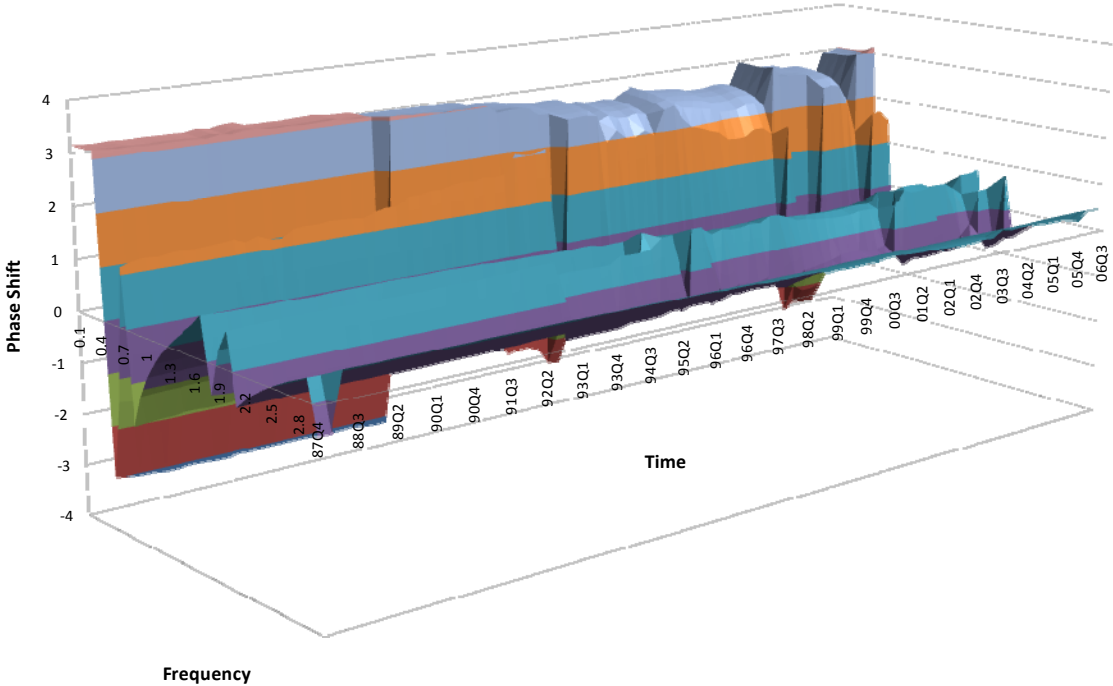 4
3
2
1
0
-1
-2
-3
-4
Phase Shift
0.1
0.4
0.7
1
1.3
1.6
1.9
2.2
2.5
2.8
Frequency
87Q4
88Q3
89Q2
90Q1
90Q4
91Q3
92Q2
93Q1
93Q4
94Q3
95Q2
96Q1
96Q4
97Q3
98Q2
99Q1
99Q4
00Q3
01Q2
02Q1
02Q4
03Q3
04Q2
05Q1
05Q4
06Q3
Time